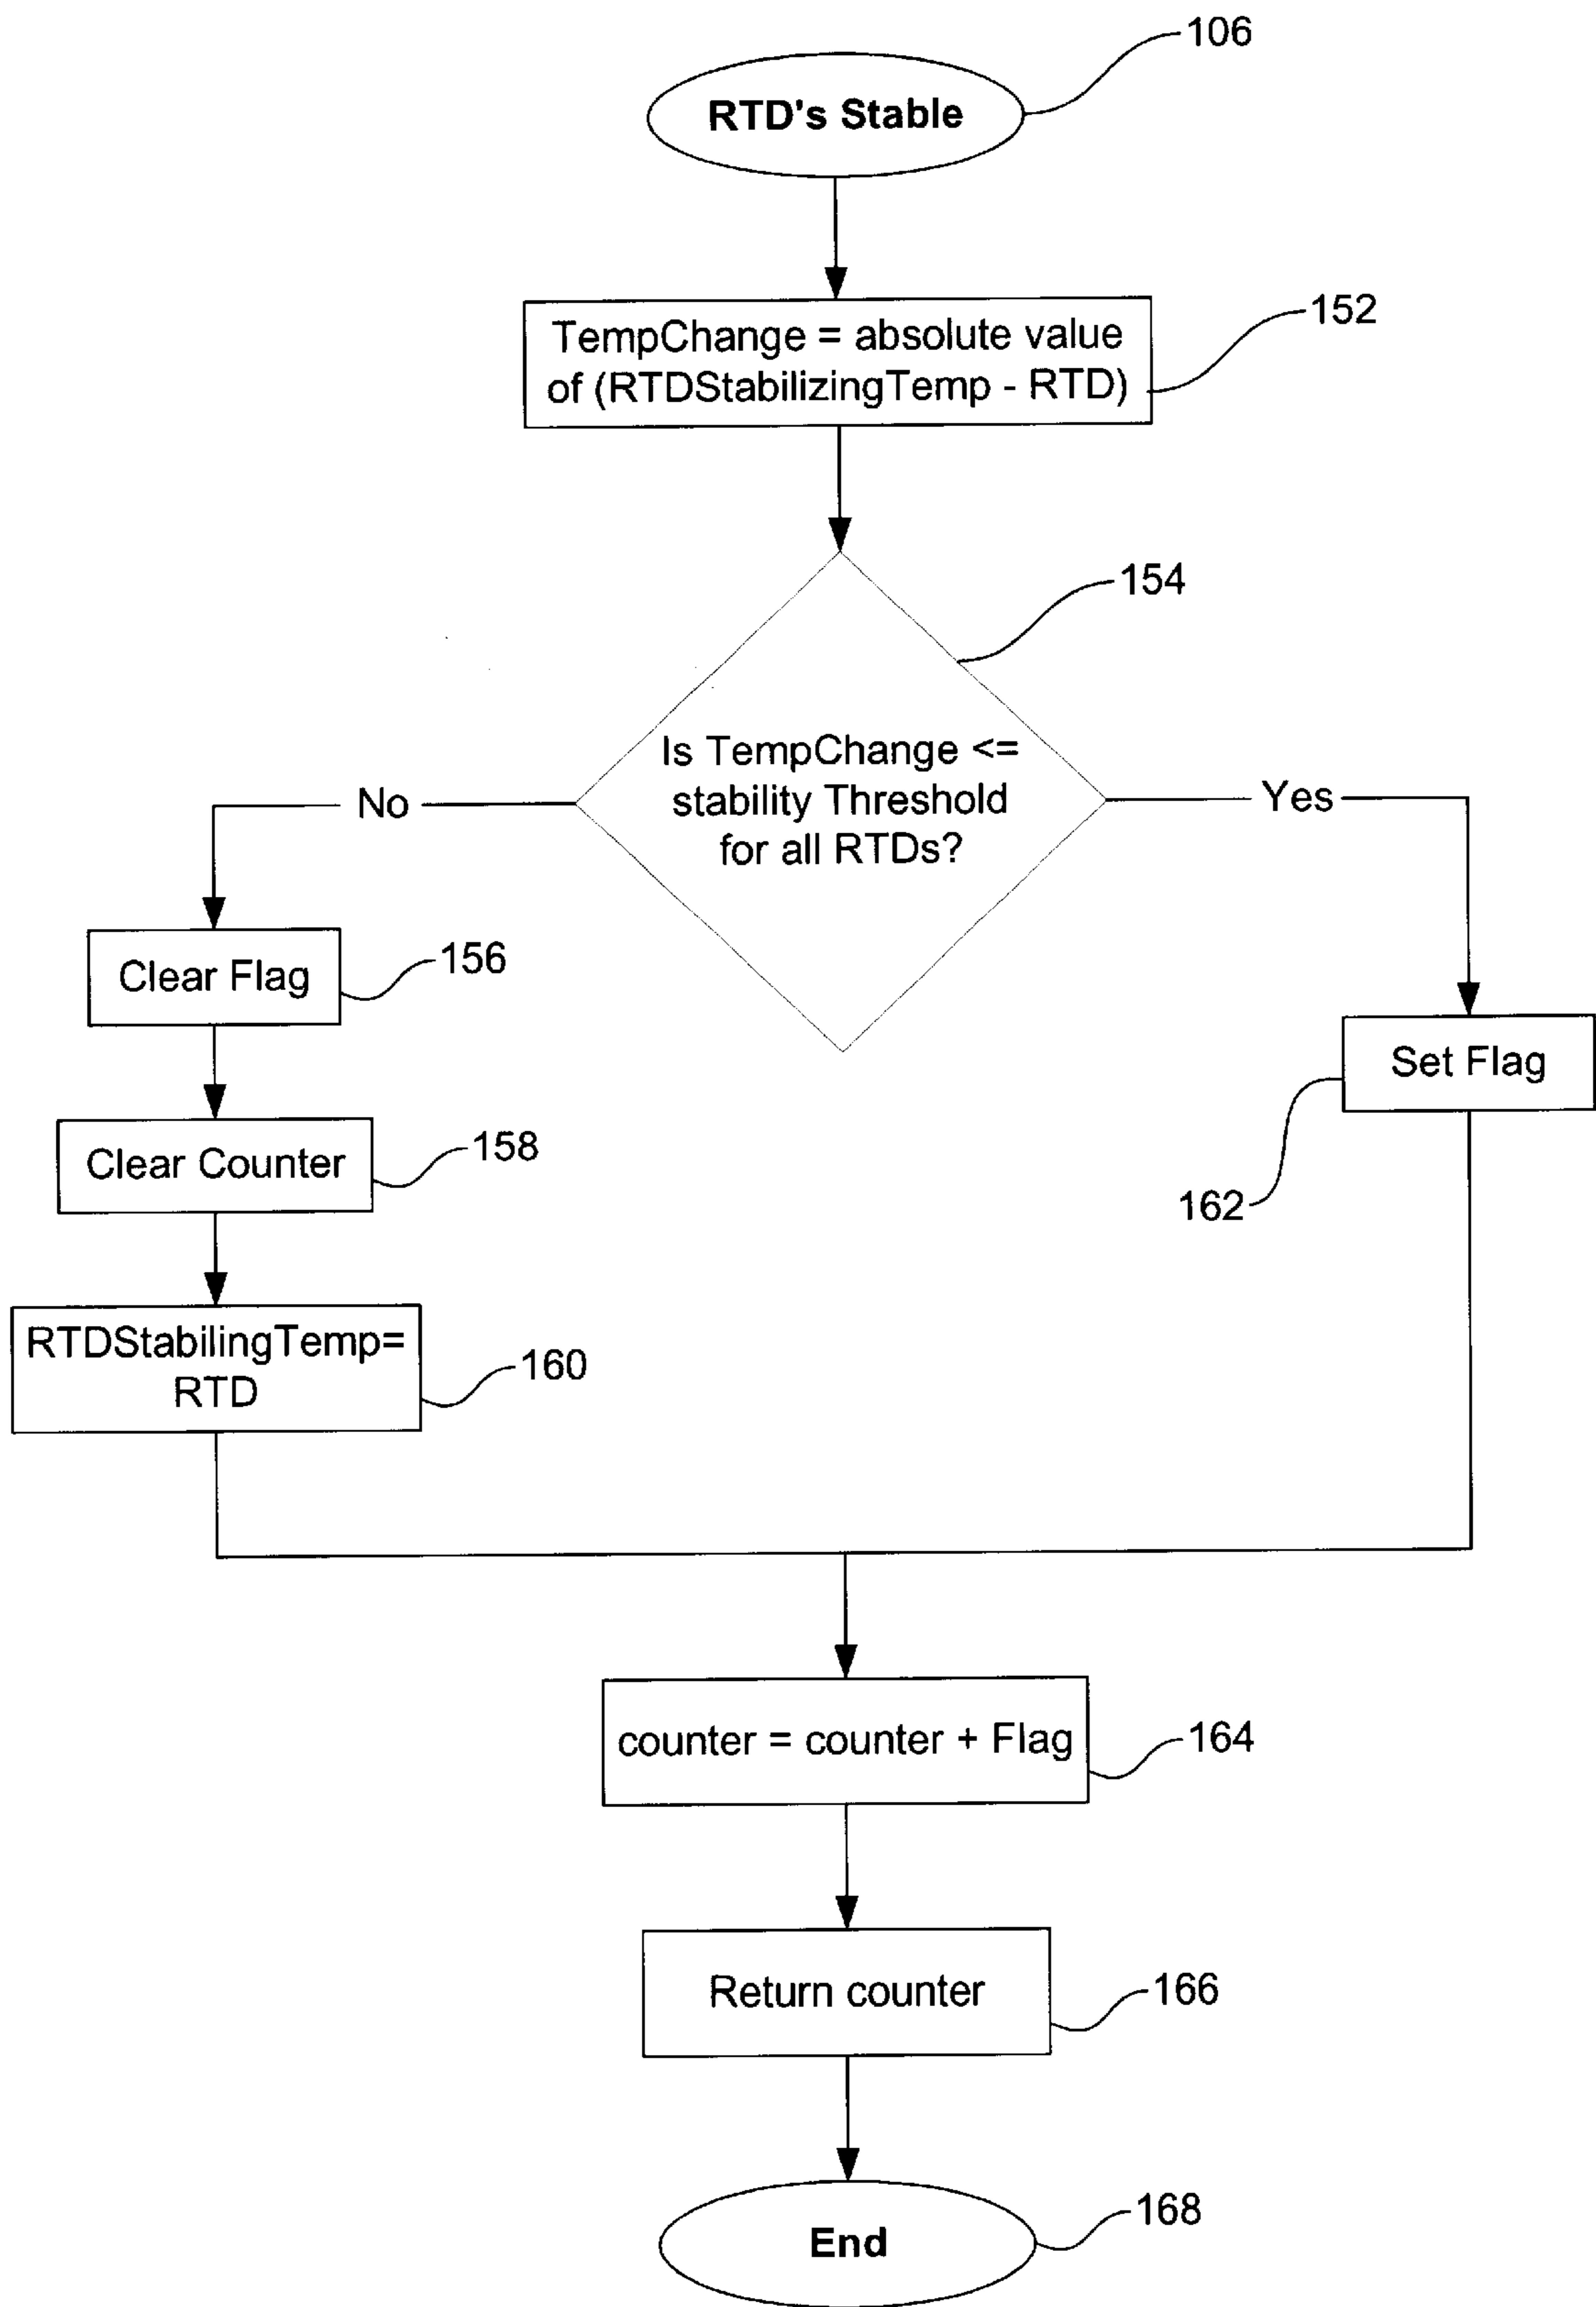 106
RTD's Stable
152
TempChange = absolute value
of (RTDStabilizingTemp - RTD)
154
Is TempChange <=
stability Threshold
for all RTDs?
No
Yes
Clear Flag
156
Set Flag
162
Clear Counter
158
RTDStabilingTemp=
RTD
160
counter = counter + Flag
164
Return counter
166
End
168